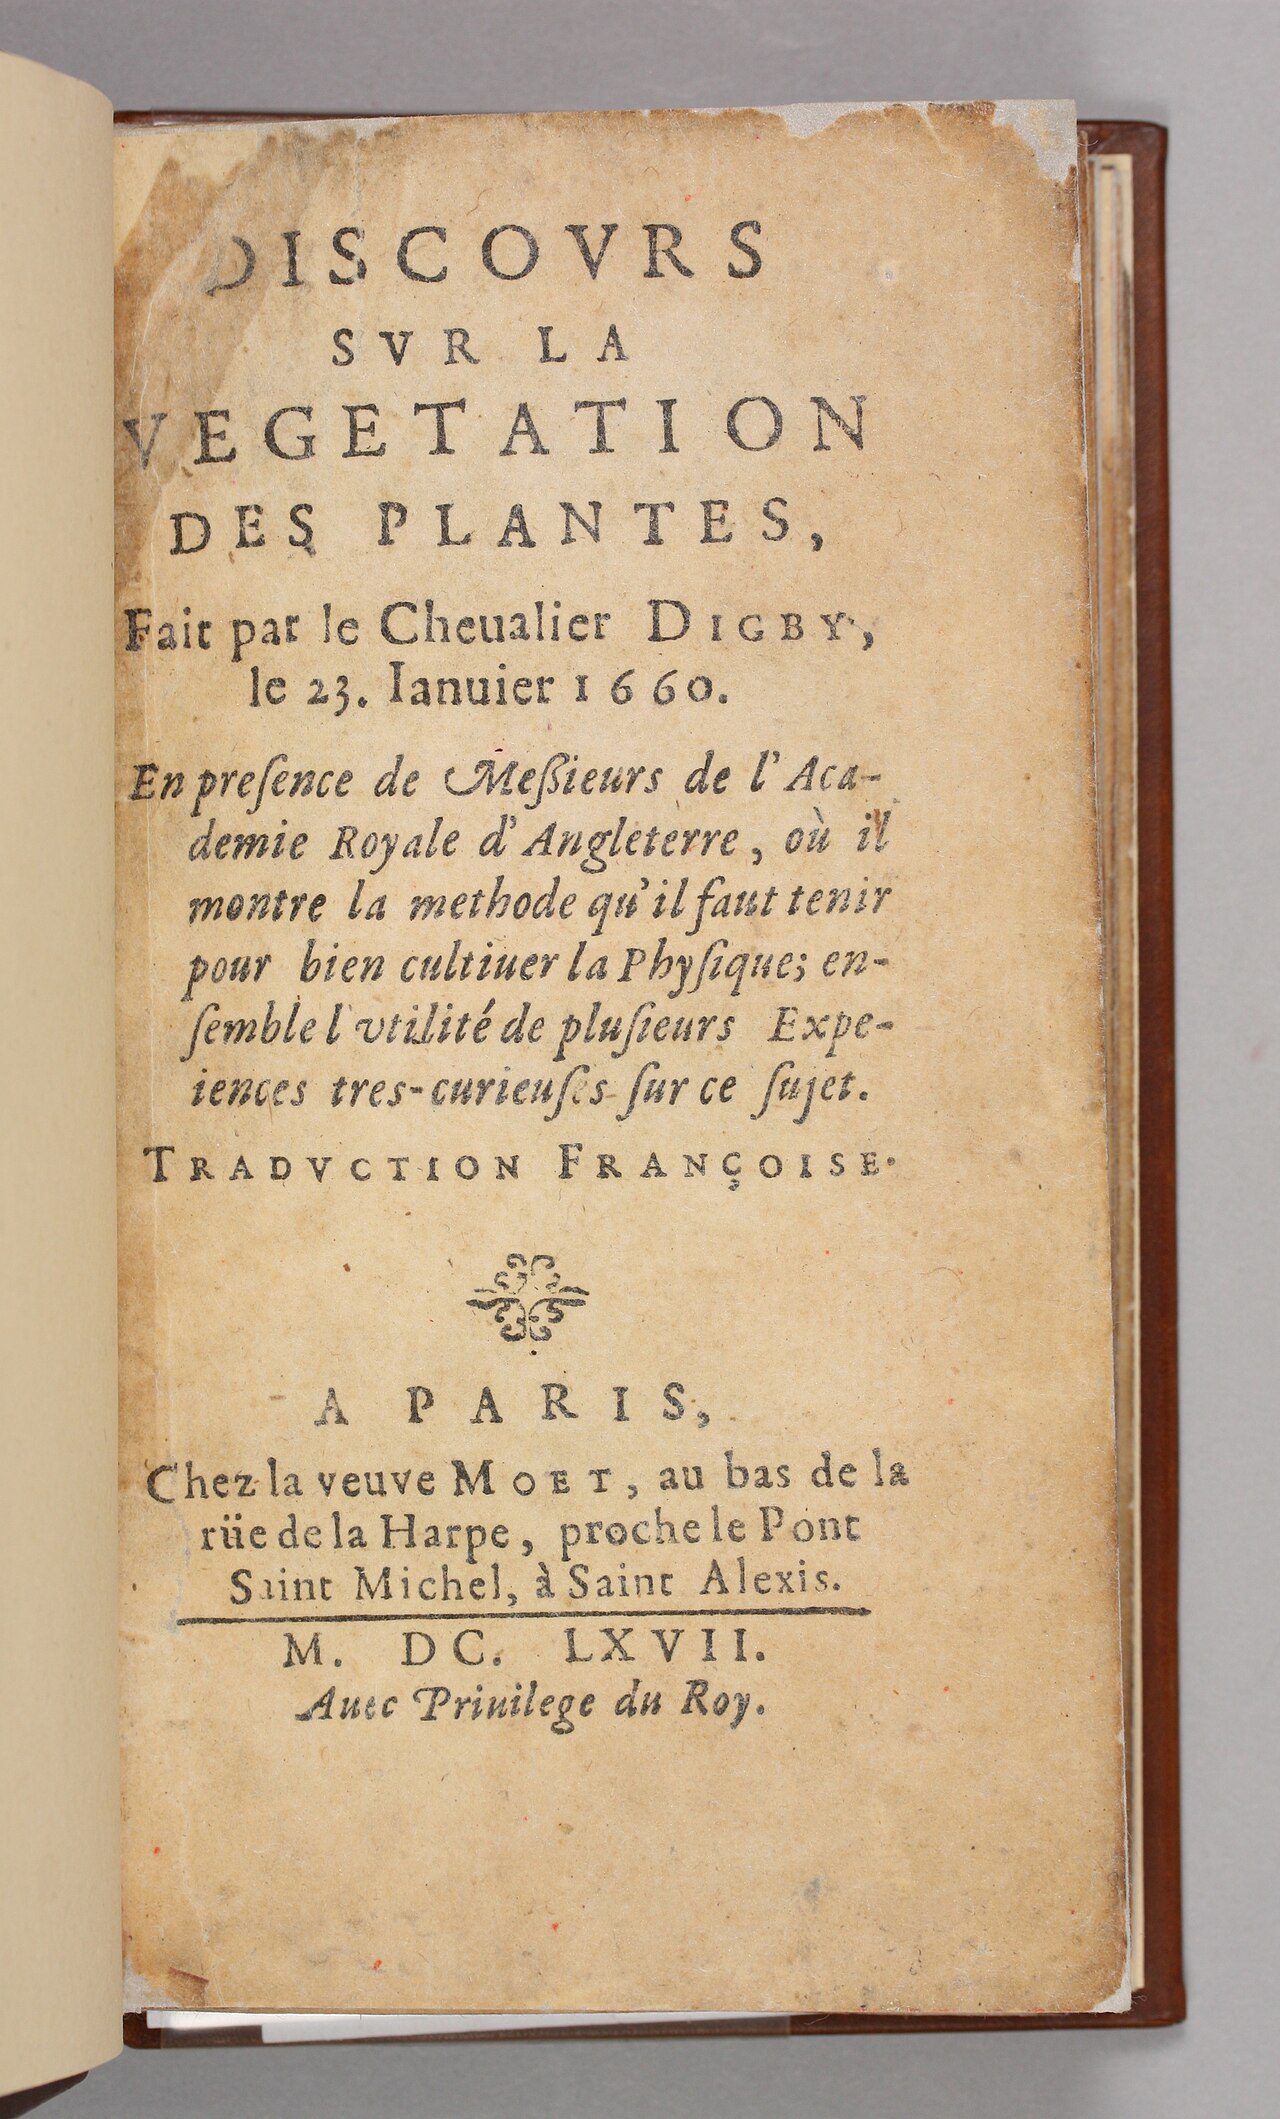 DISCOVRS
SVR LA
VEGETATION
DES PLANTES,
Fait par le Cheualier DIGBY,
le 23. Ianuier 1660.
En preſence de Meßieurs de l'Aca-
demie Royale d'Angleterre, où il
montre la methode qu'il faut tenir
pour bien cultiuer la Phyſique; en-
ſemble l'vtilité de pluſieurs Expe-
iences tres-curieuſes ſur ce ſujet.
TRADVCTION FRANÇOISE.
A PARIS,
Chez la veuve MOET, au bas de la
rüe de la Harpe, proche le Pont
Saint Michel, à Saint Alexis.
M. DC. LXVII.
Auec Priuilege du Roy.